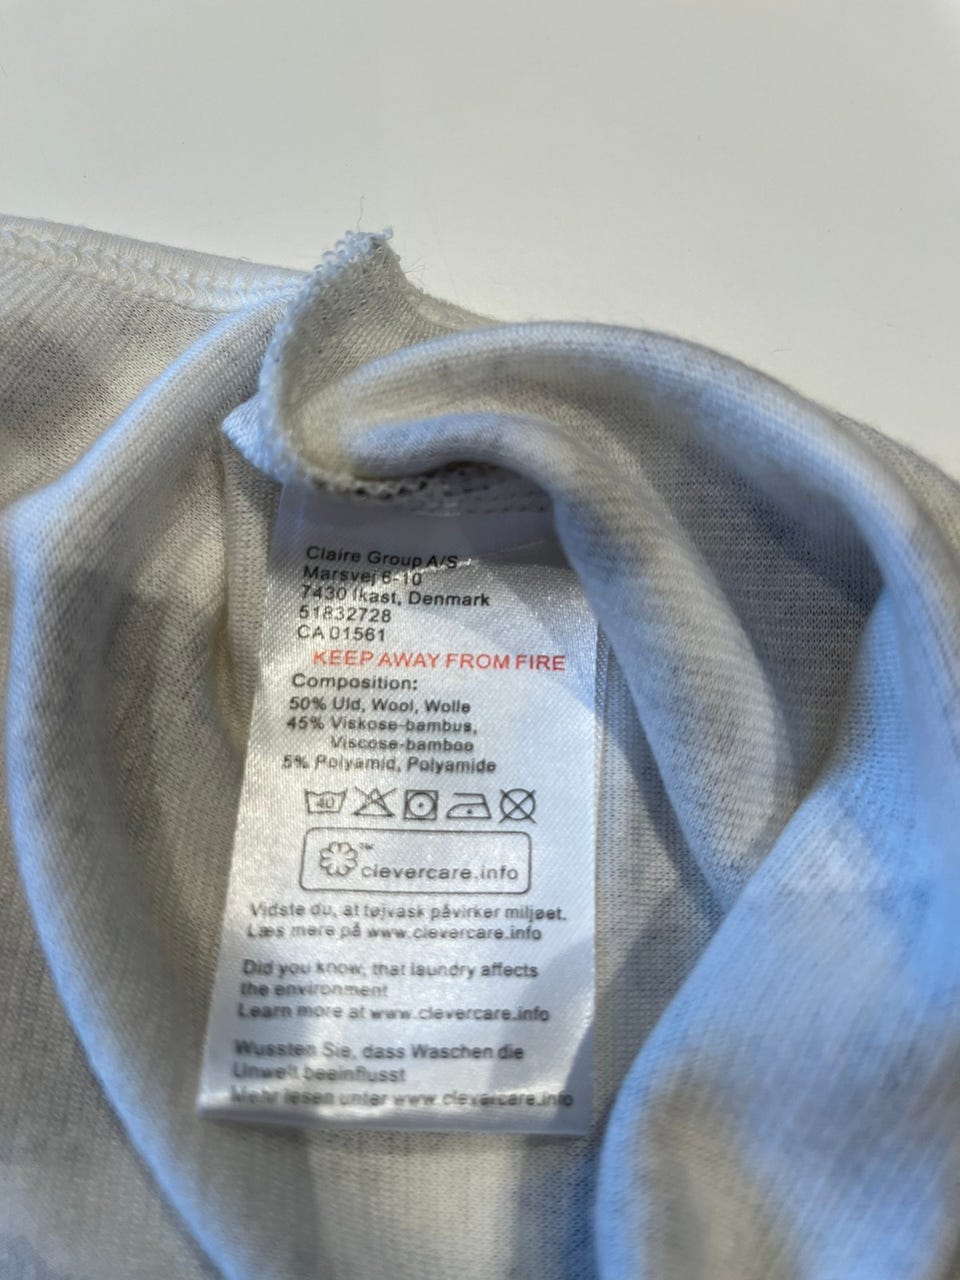 Claire Group A/S
Marsvej 6-10
7430 Ikast, Denmark
51832728
CA 01561
KEEP AWAY FROM FIRE
Composition:
50% Uld, Wool, Wolle
45% Viskose-bambus,
Viscose-bamboo
5% Polyamid, Polyamide
40
clevercare.info™
Vidste du, at tøjvask påvirker miljøet.
Læs mere på www.clevercare.info
Did you know, that laundry affects
the environment
Learn more at www.clevercare.info
Wussten Sie, dass Waschen die
Umwelt beeinflusst
Mehr lesen unter www.clevercare.info